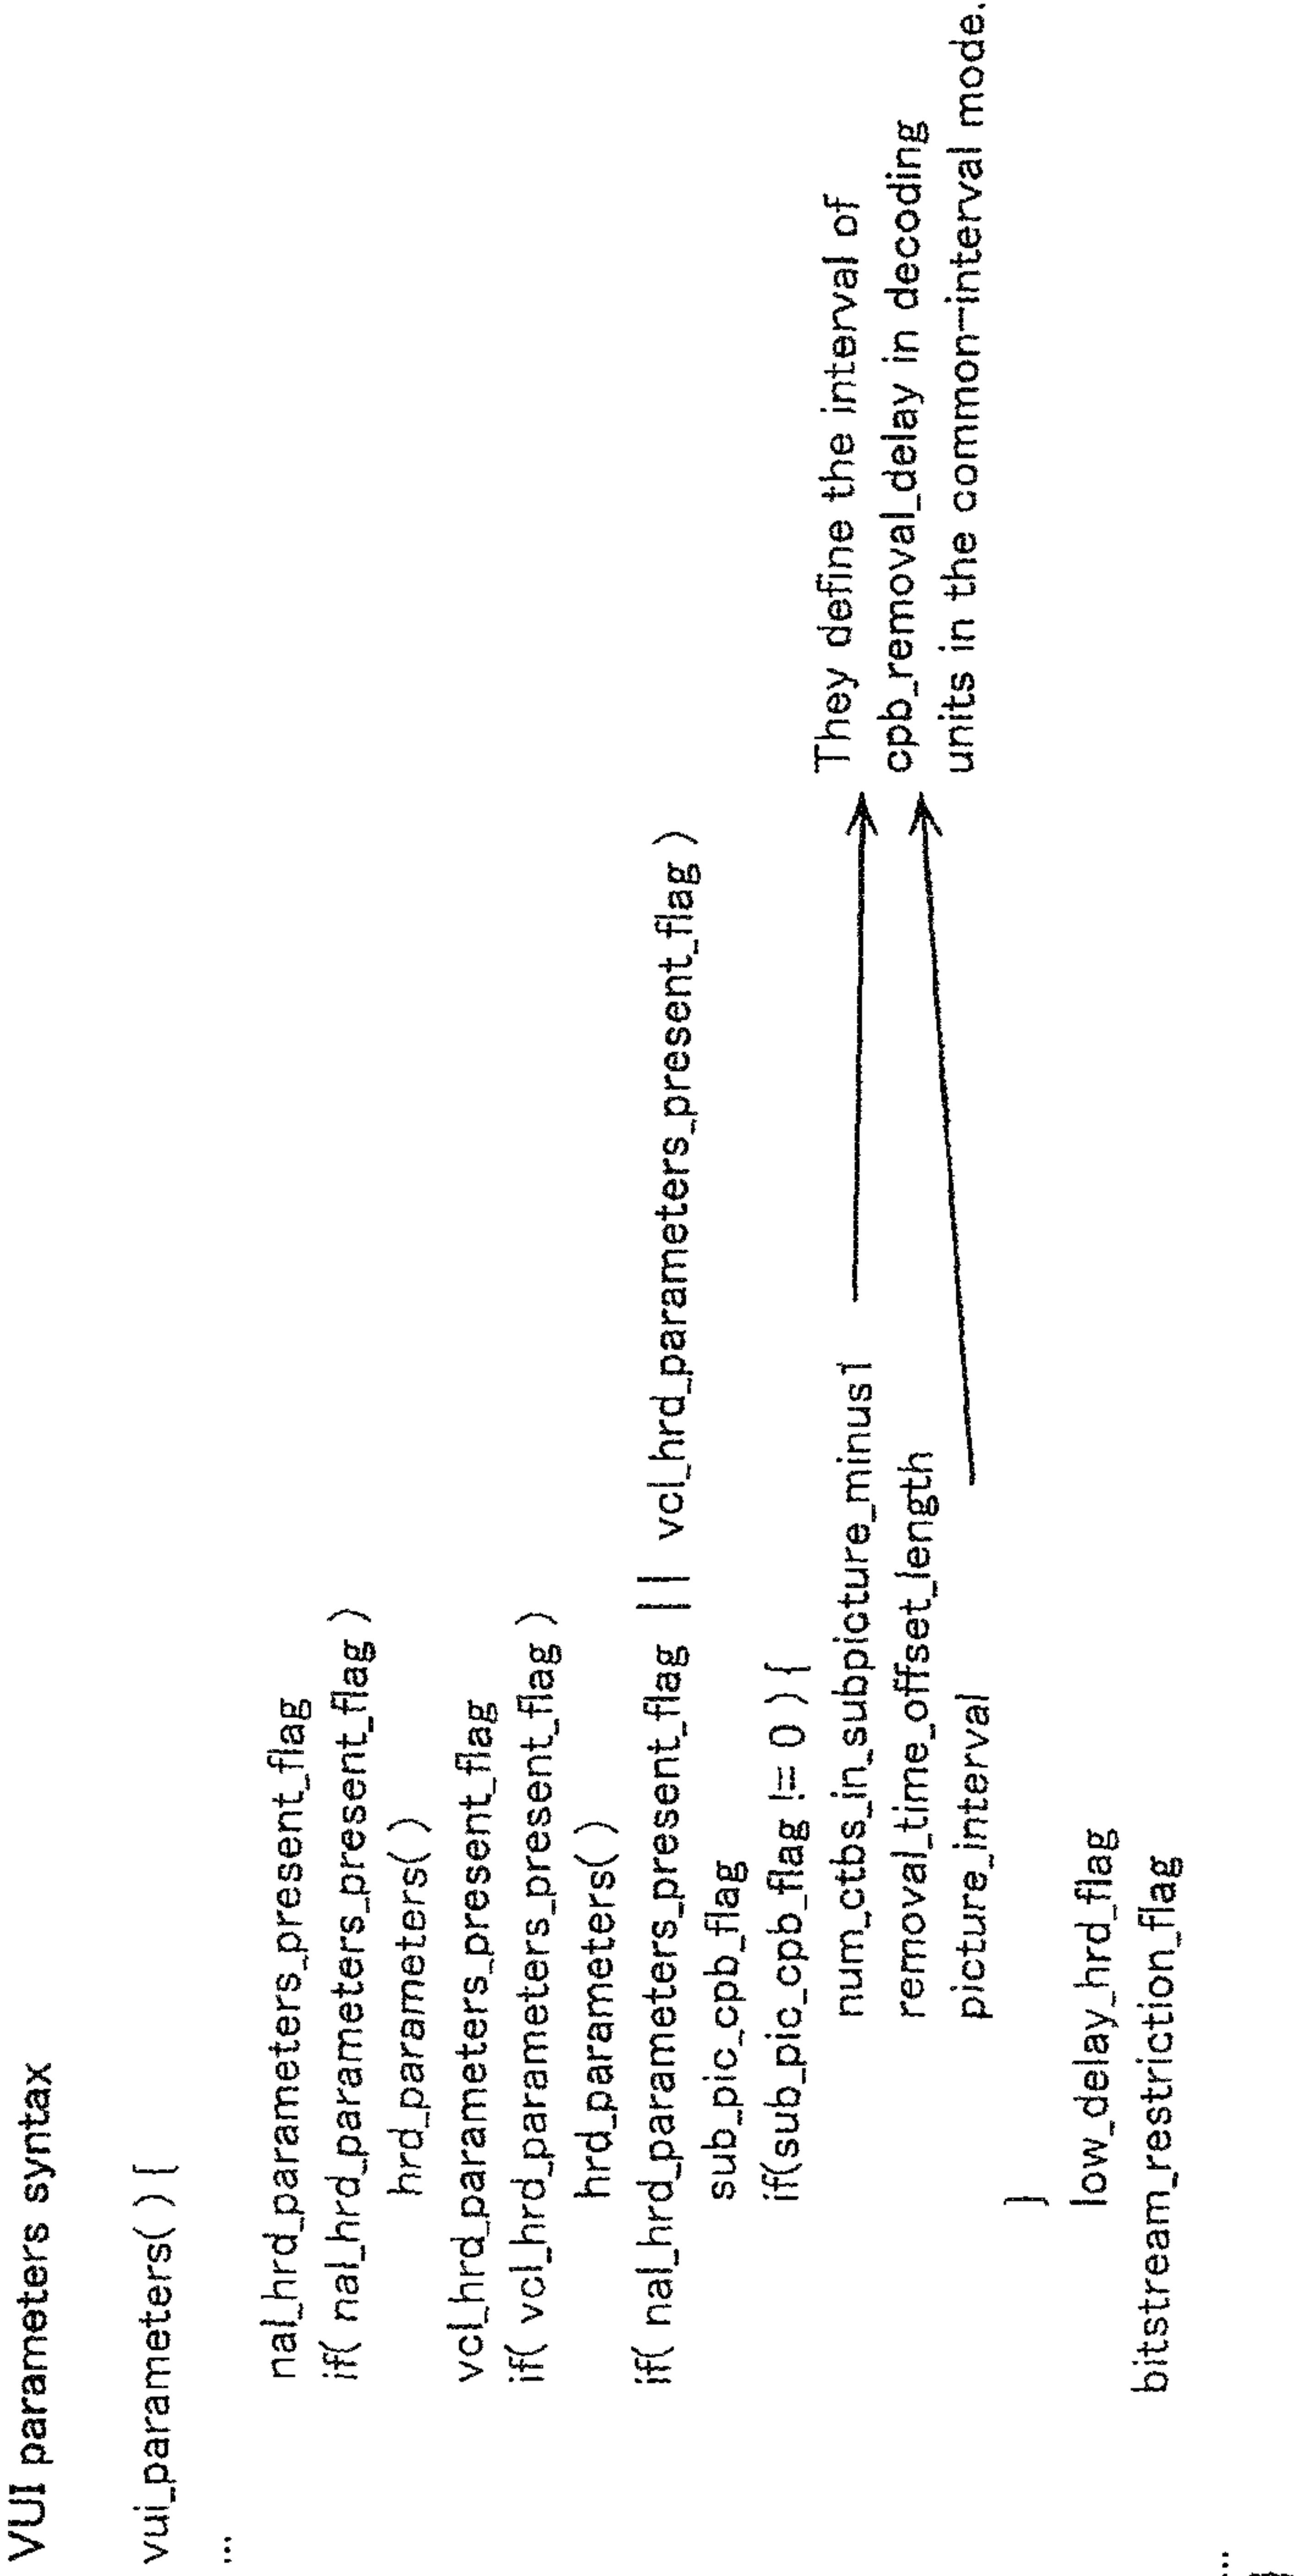 VUI parameters syntax
vui_parameters( ) {
...
nal_hrd_parameters_present_flag
if( nal_hrd_parameters_present_flag )
hrd_parameters( )
vcl_hrd_parameters_present_flag
if( vcl_hrd_parameters_present_flag )
hrd_parameters( )
if( nal_hrd_parameters_present_flag || vcl_hrd_parameters_present_flag )
sub_pic_cpb_flag
if(sub_pic_cpb_flag != 0 ) {
num_ctbs_in_subpicture_minus1
removal_time_offset_length
picture_interval
They define the interval of
cpb_removal_delay in decoding
units in the common-interval mode.
}
low_delay_hrd_flag
bitstream_restriction_flag
...
}